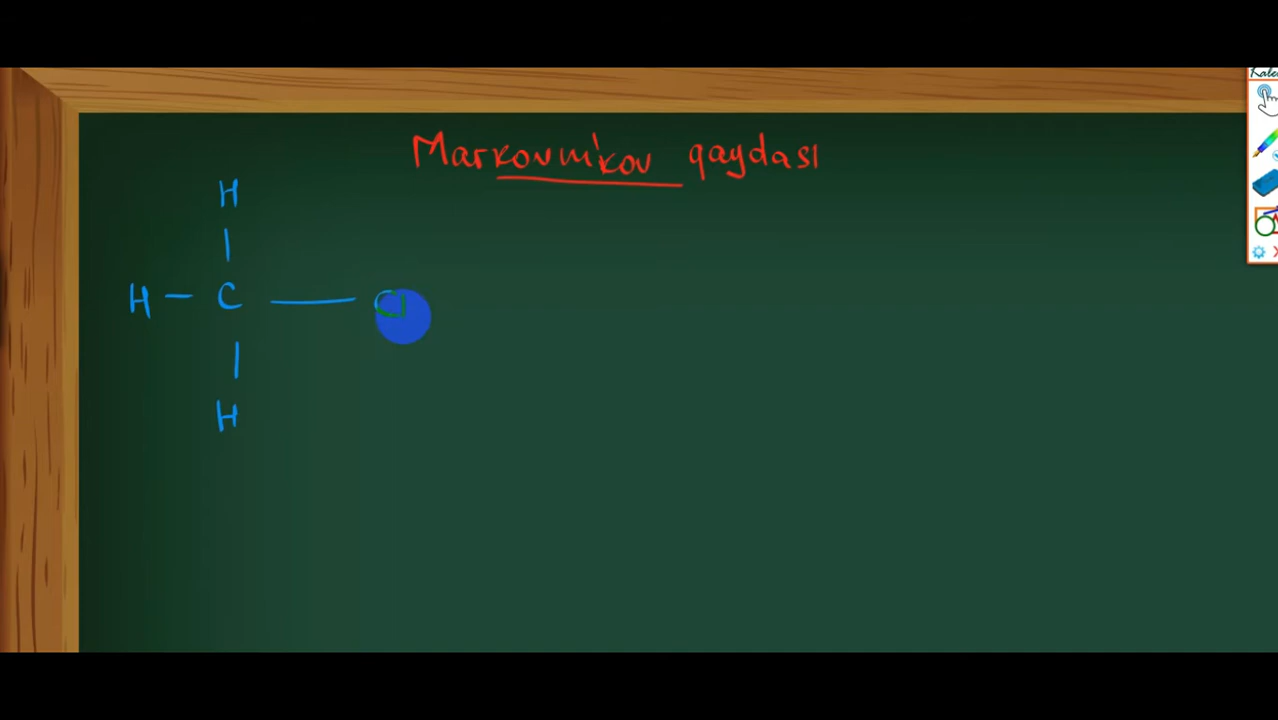 Markovnikov qaydası
H
H - C — C
H